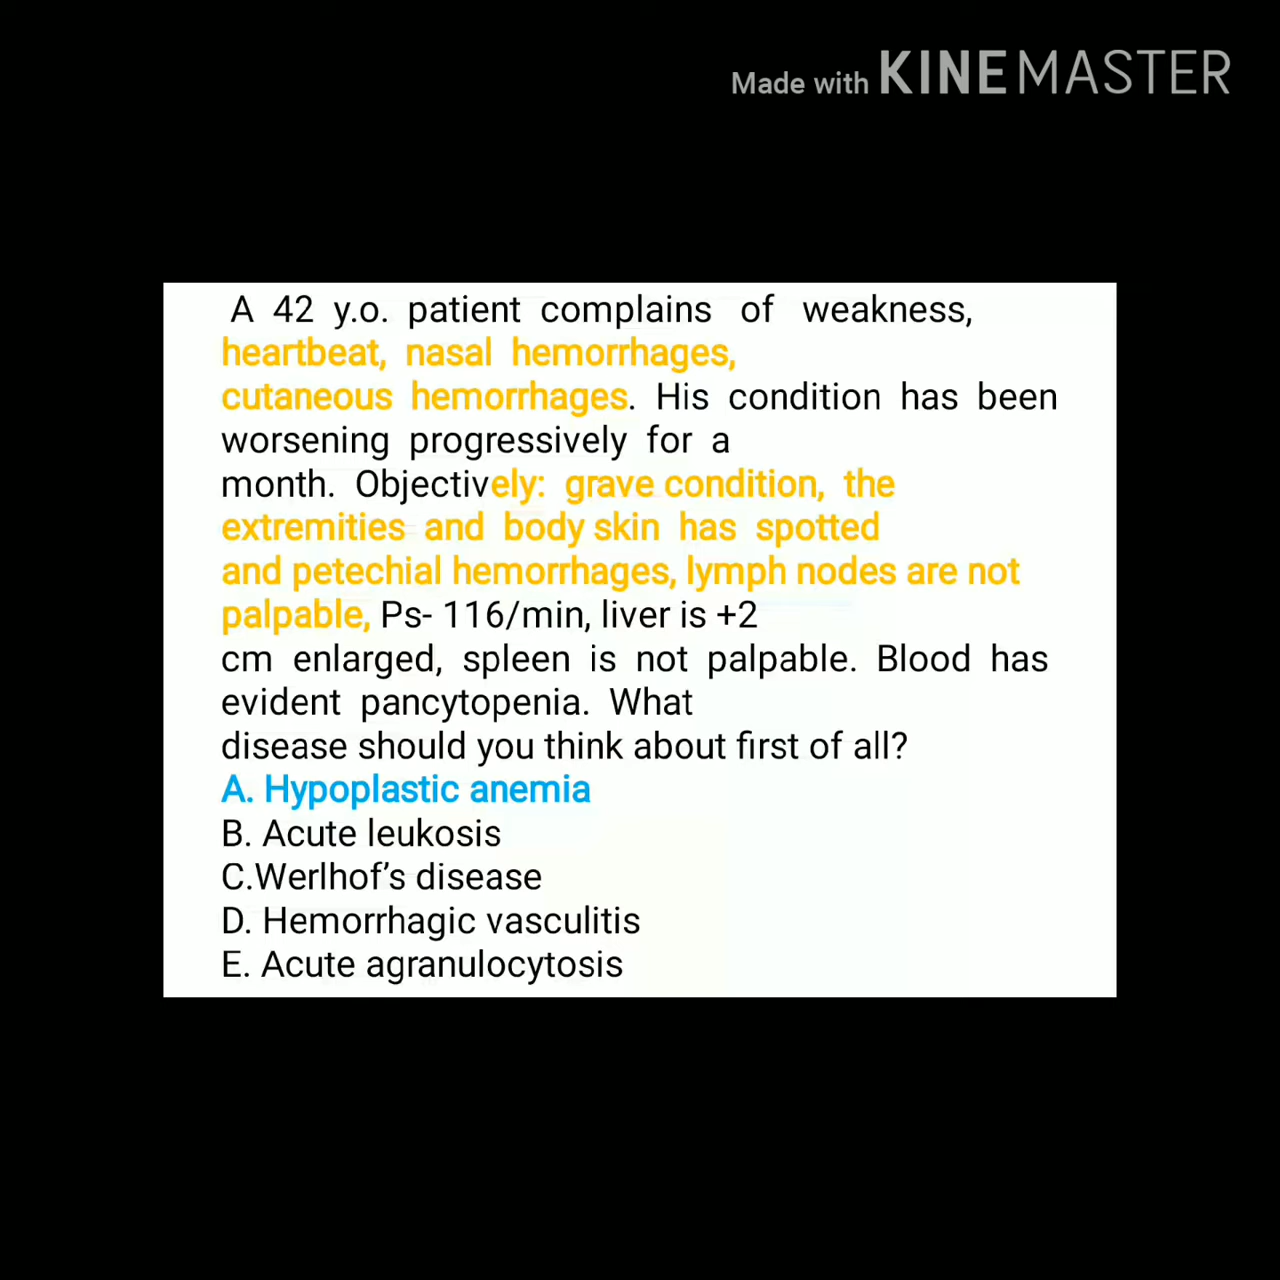 Made with KINEMASTER
A 42 y.o. patient complains of weakness,
heartbeat, nasal hemorrhages,
cutaneous hemorrhages. His condition has been
worsening progressively for a
month. Objectively: grave condition, the
extremities and body skin has spotted
and petechial hemorrhages, lymph nodes are not
palpable, Ps- 116/min, liver is +2
cm enlarged, spleen is not palpable. Blood has
evident pancytopenia. What
disease should you think about first of all?
A. Hypoplastic anemia
B. Acute leukosis
C.Werlhof’s disease
D. Hemorrhagic vasculitis
E. Acute agranulocytosis